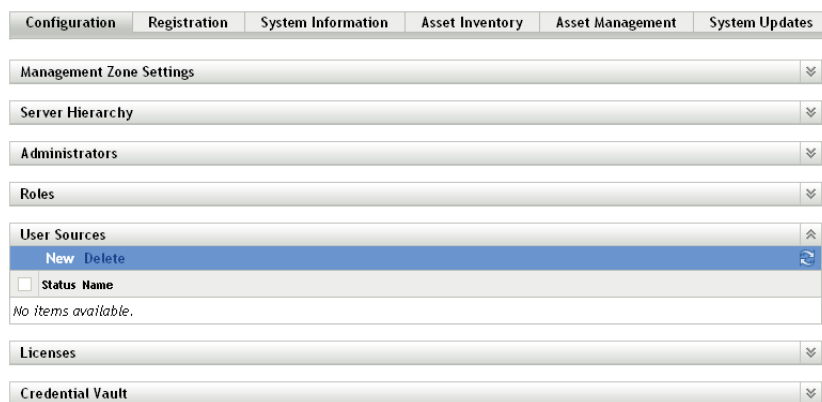 Configuration Registration System Information Asset Inventory Asset Management System Updates
Management Zone Settings
Server Hierarchy
Administrators
Roles
User Sources
New Delete
Status Name
No items available.
Licenses
Credential Vault